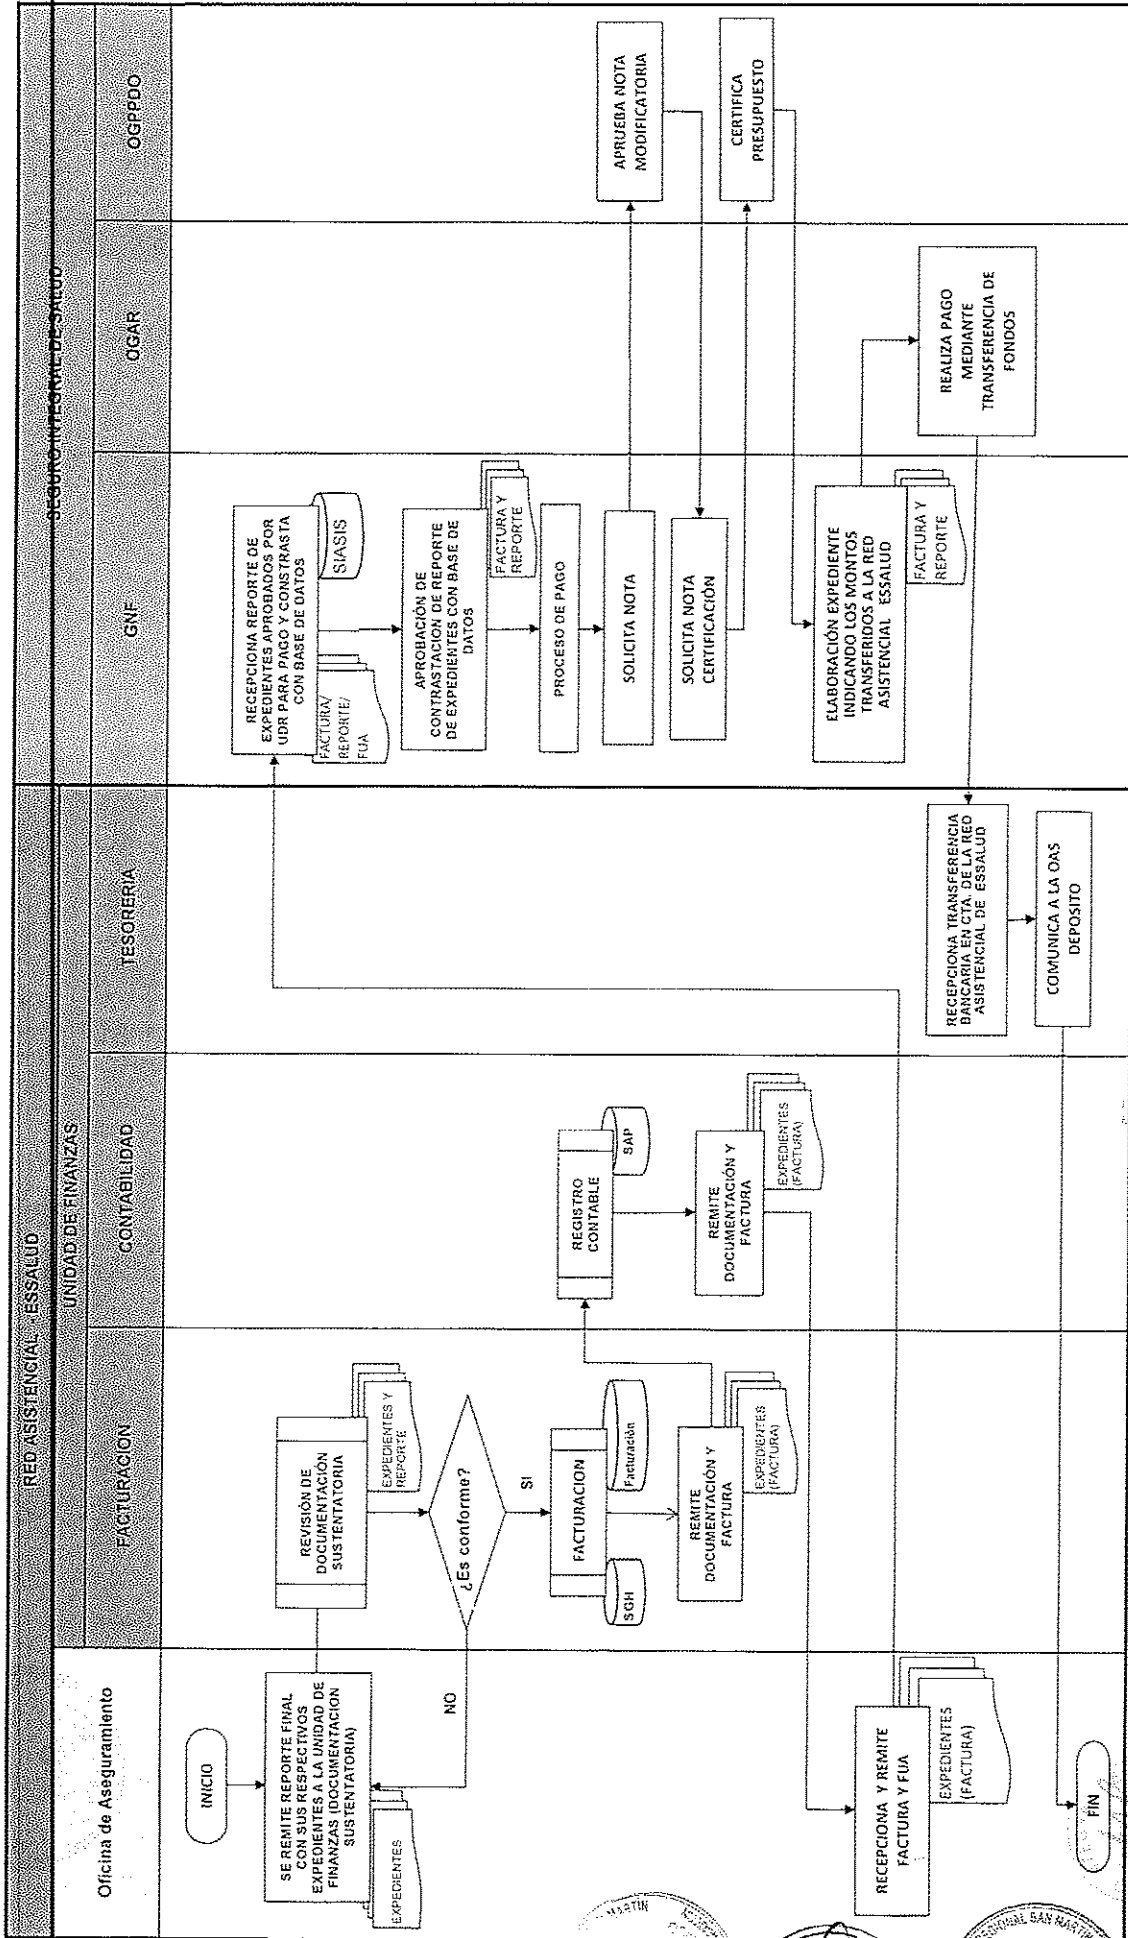 RED ASISTENCIAL - ESSALUD
SEGURO INTEGRAL DE SALUD
UNIDAD DE FINANZAS
Oficina de Aseguramiento
FACTURACION
CONTABILIDAD
TESORERIA
GNF
OGAR
OGPPDO
INICIO
SE REMITE REPORTE FINAL
CON SUS RESPECTIVOS
EXPEDIENTES A LA UNIDAD DE
FINANZAS (DOCUMENTACION
SUSTENTATORIA)
EXPEDIENTES
REVISIÓN DE
DOCUMENTACIÓN
SUSTENTATORIA
EXPEDIENTES Y
REPORTE
¿Es conforme?
NO
SI
FACTURACION
SGH
Facturación
REMITE
DOCUMENTACIÓN Y
FACTURA
EXPEDIENTES
(FACTURA)
REGISTRO
CONTABLE
SAP
REMITE
DOCUMENTACIÓN Y
FACTURA
EXPEDIENTES
(FACTURA)
RECEPCIONA Y REMITE
FACTURA Y FUA
EXPEDIENTES
(FACTURA)
RECEPCIONA REPORTE DE
EXPEDIENTES APROBADOS POR
UDR PARA PAGO Y CONSTRASTA
CON BASE DE DATOS
SIASIS
FACTURA/
REPORTE/
FUA
APROBACIÓN DE
CONTRASTACIÓN DE REPORTE
DE EXPEDIENTES CON BASE DE
DATOS
FACTURA Y
REPORTE
PROCESO DE PAGO
SOLICITA NOTA
APRUEBA NOTA
MODIFICATORIA
SOLICITA NOTA
CERTIFICACIÓN
CERTIFICA
PRESUPUESTO
ELABORACIÓN EXPEDIENTE
INDICANDO LOS MONTOS
TRANSFERIDOS A LA RED
ASISTENCIAL ESSALUD
FACTURA Y
REPORTE
REALIZA PAGO
MEDIANTE
TRANSFERENCIA DE
FONDOS
RECEPCIONA TRANSFERENCIA
BANCARIA EN CTA. DE LA RED
ASISTENCIAL DE ESSALUD
COMUNICA A LA OAS
DEPOSITO
FIN
MARTIN
SAN MARTIN